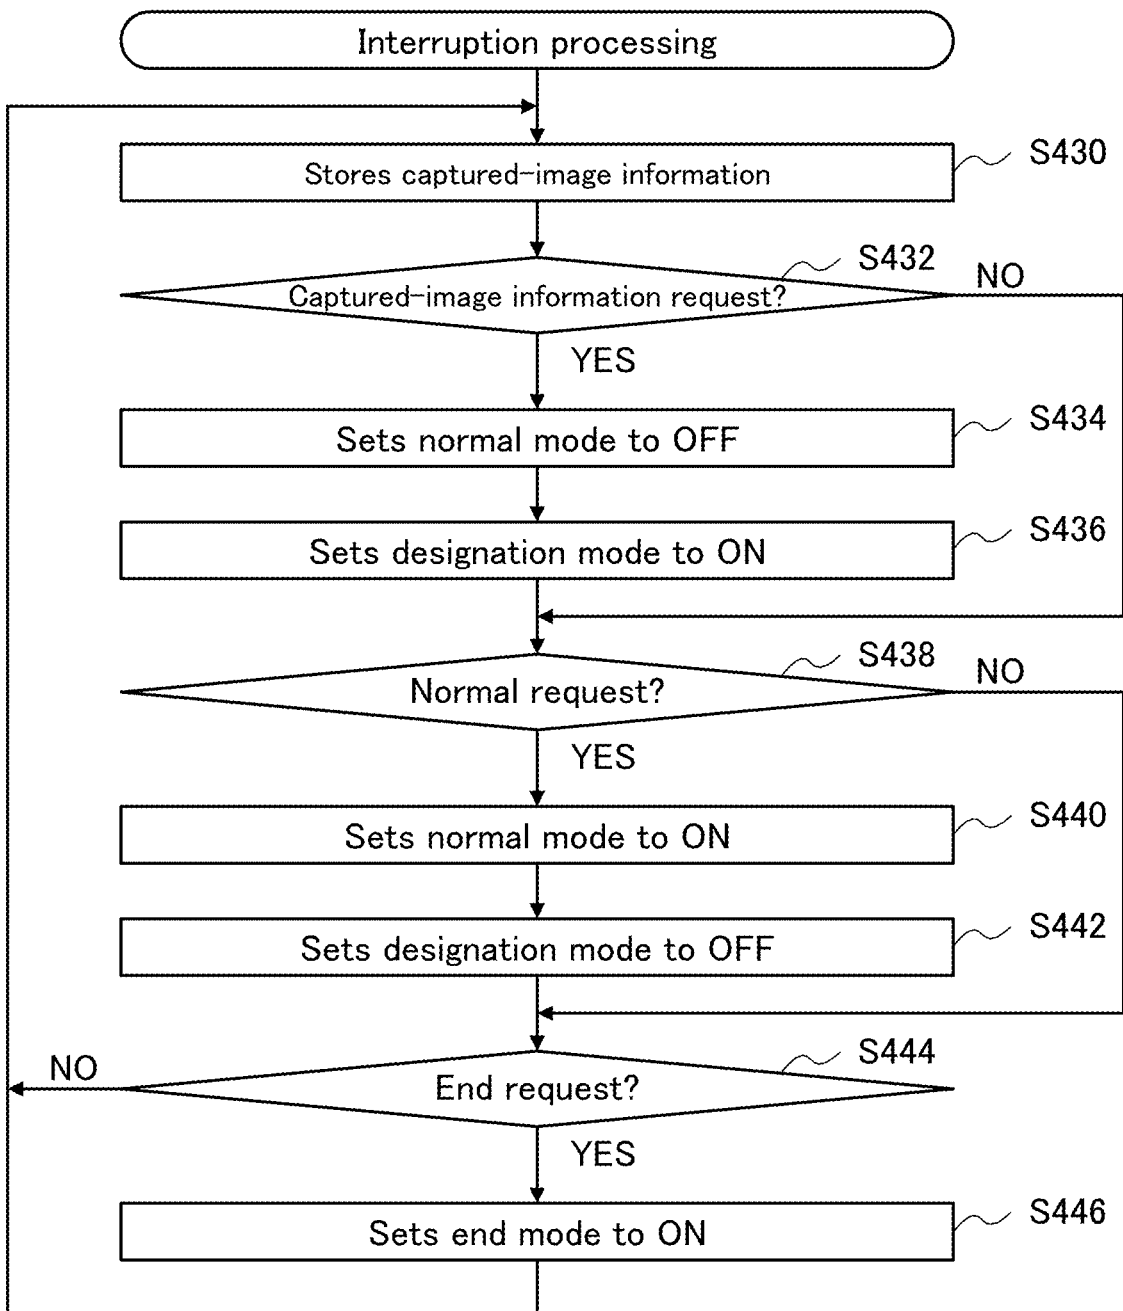 Interruption processing
Stores captured-image information
S430
Captured-image information request?
S432
NO
YES
Sets normal mode to OFF
S434
Sets designation mode to ON
S436
Normal request?
S438
NO
YES
Sets normal mode to ON
S440
Sets designation mode to OFF
S442
End request?
S444
NO
YES
Sets end mode to ON
S446